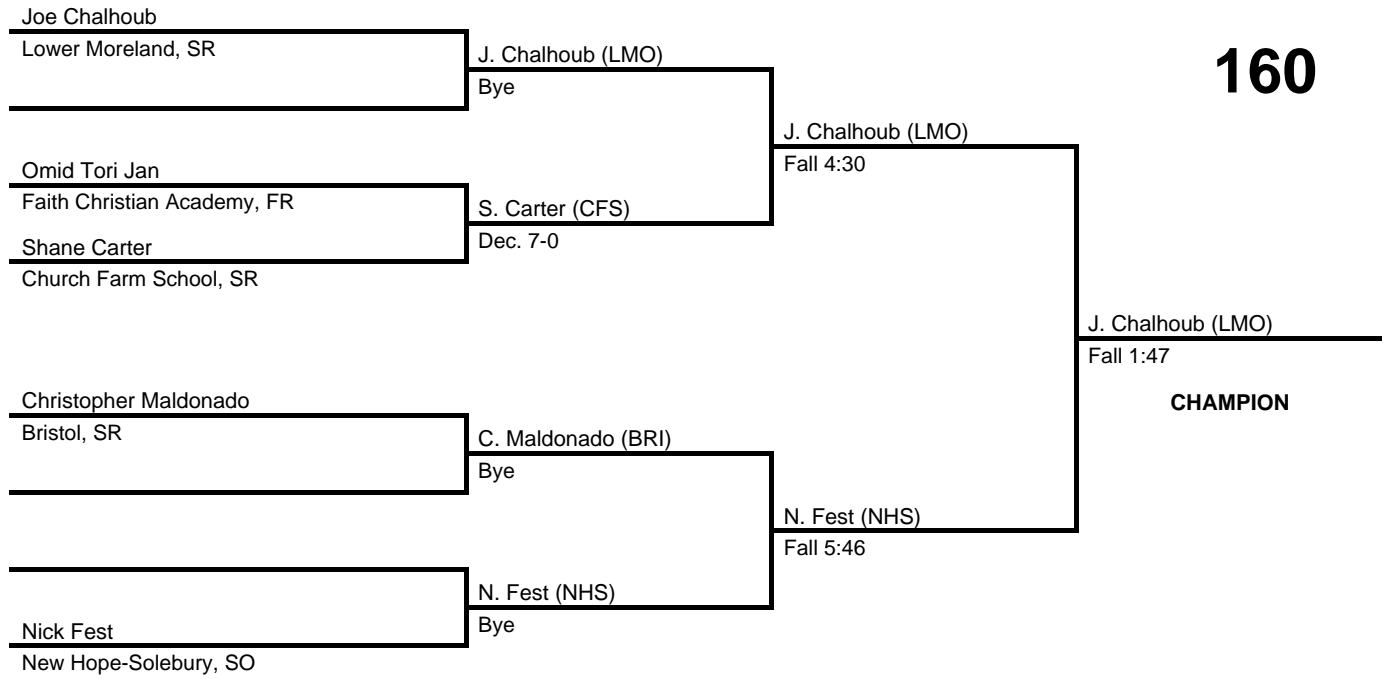 Joe Chalhoub
Lower Moreland, SR
J. Chalhoub (LMO)
Bye
160
J. Chalhoub (LMO)
Fall 4:30
Omid Tori Jan
Faith Christian Academy, FR
S. Carter (CFS)
Dec. 7-0
Shane Carter
Church Farm School, SR
J. Chalhoub (LMO)
Fall 1:47
CHAMPION
Christopher Maldonado
Bristol, SR
C. Maldonado (BRI)
Bye
N. Fest (NHS)
Fall 5:46
N. Fest (NHS)
Bye
Nick Fest
New Hope-Solebury, SO